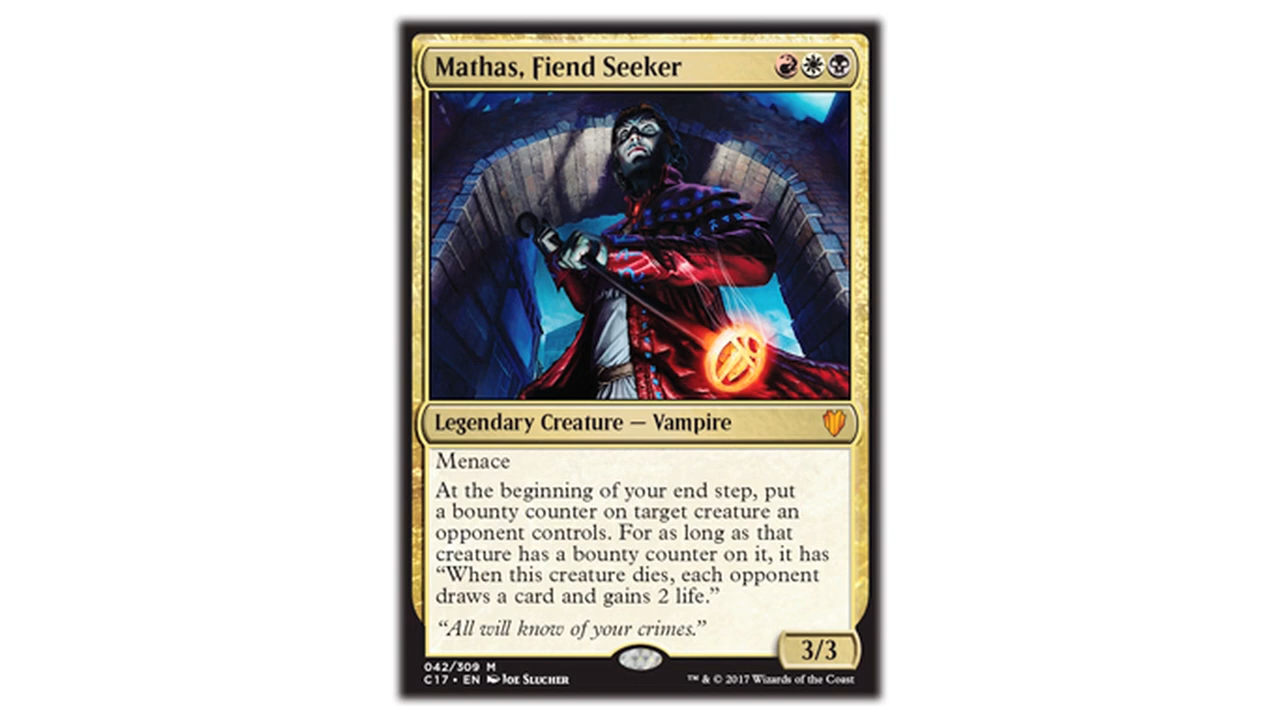 Mathas, Fiend Seeker
Legendary Creature — Vampire
Menace
At the beginning of your end step, put
a bounty counter on target creature an
opponent controls. For as long as that
creature has a bounty counter on it, it has
“When this creature dies, each opponent
draws a card and gains 2 life.”
“All will know of your crimes.”
3/3
042/309 M
C17 • EN Joe Slucher
™ & © 2017 Wizards of the Coast